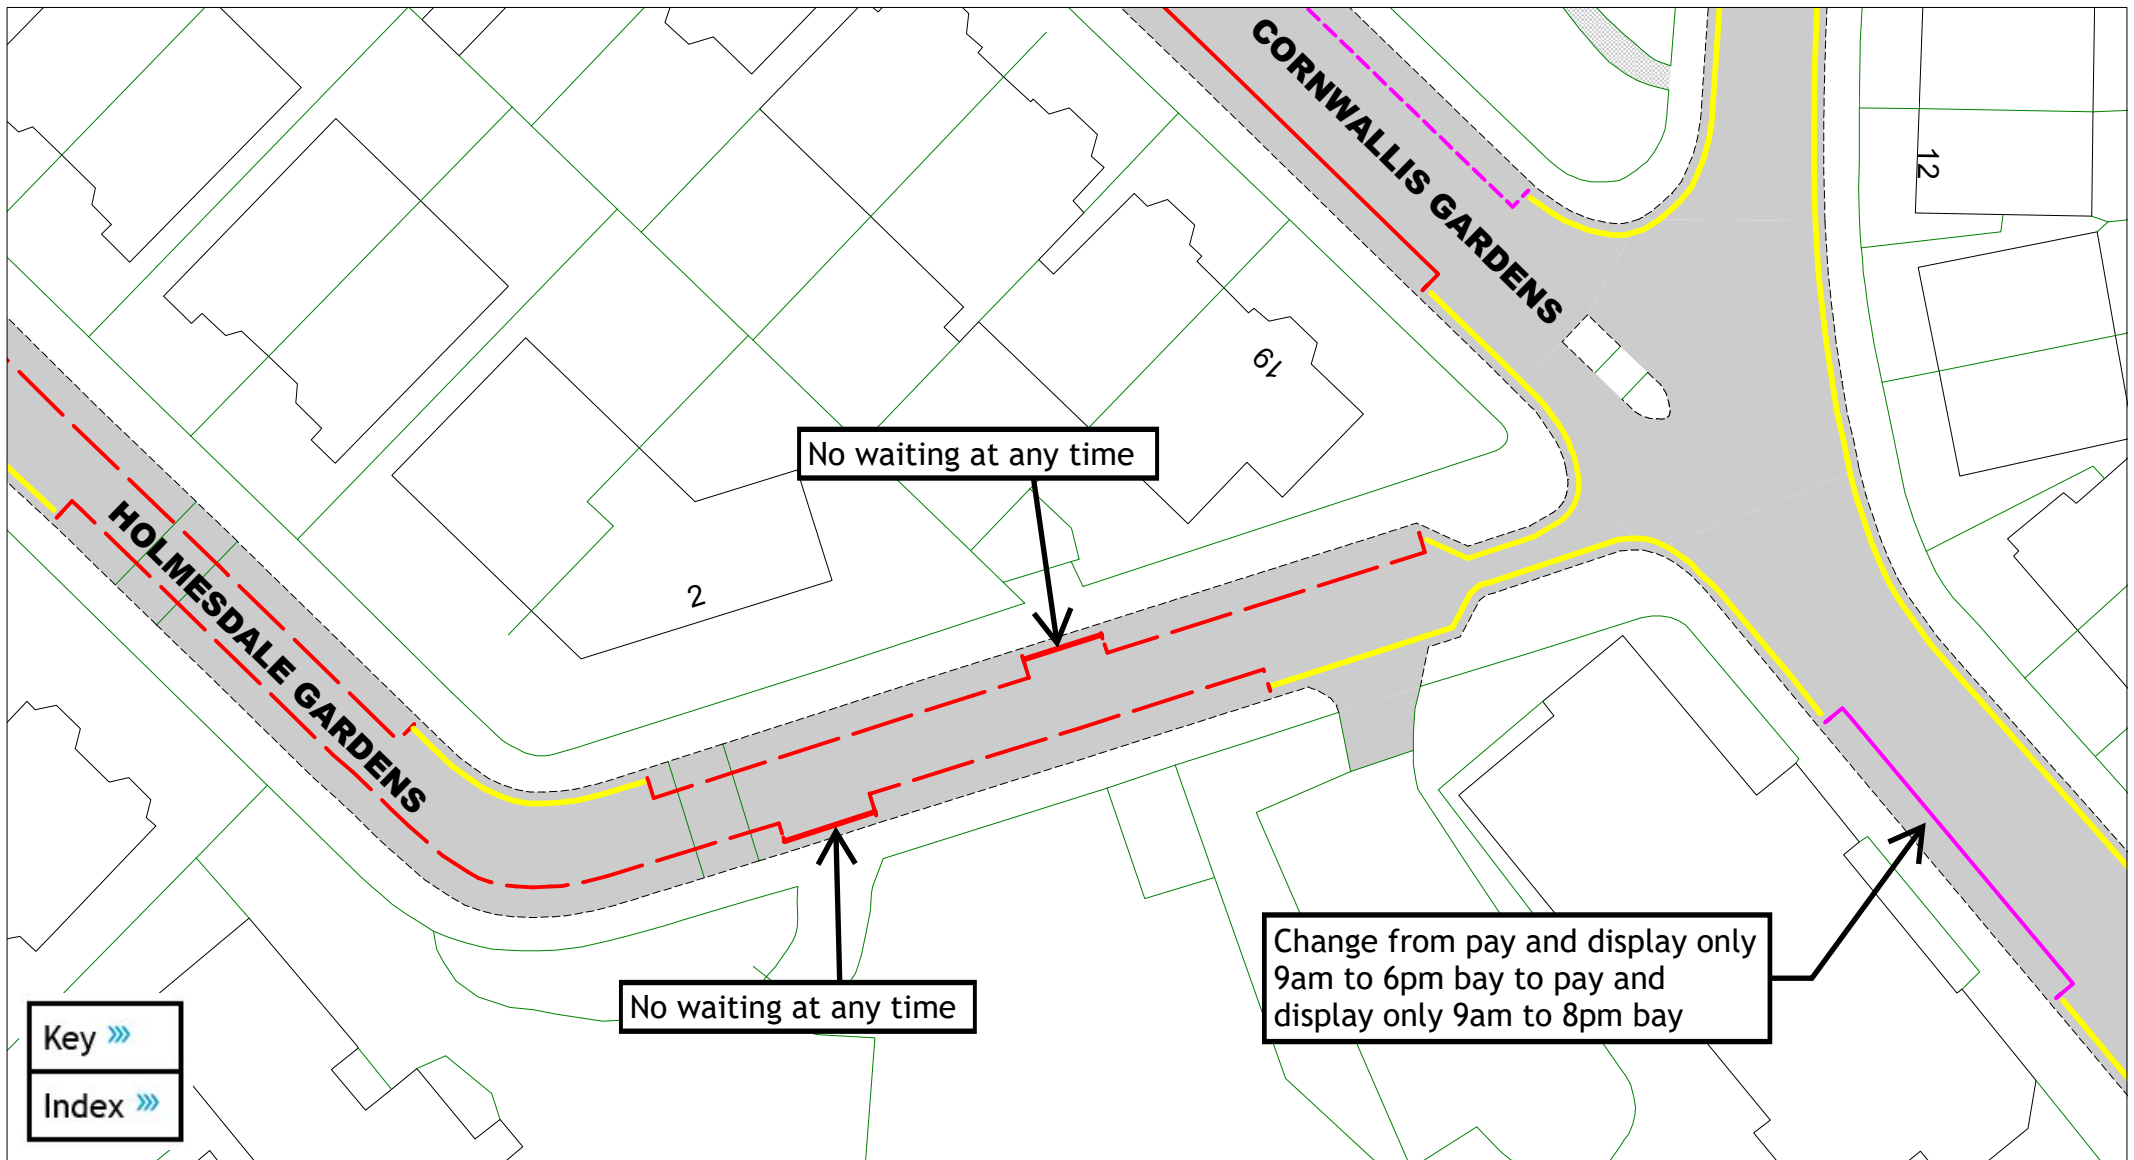 CORNWALLIS GARDENS
12
19
No waiting at any time
HOLMESDALE GARDENS
2
No waiting at any time
Change from pay and display only
9am to 6pm bay to pay and
display only 9am to 8pm bay
Key »»
Index »»